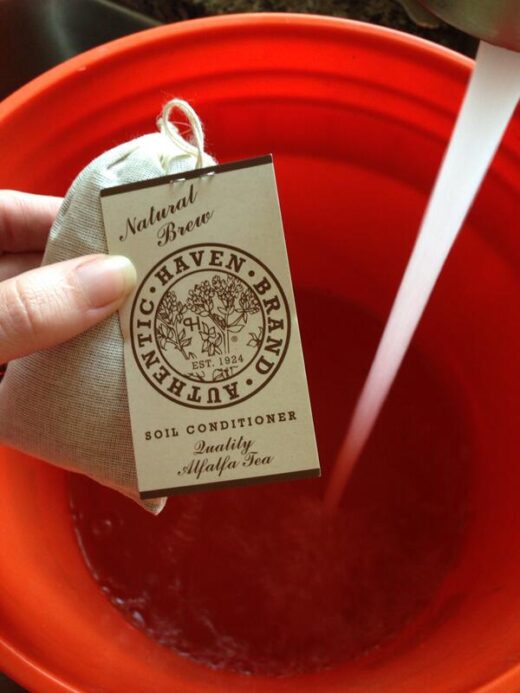 Natural
Brew
AUTHENTIC · HAVEN · BRAND ·
H
®
EST. 1924
SOIL CONDITIONER
Quality
Alfalfa Tea